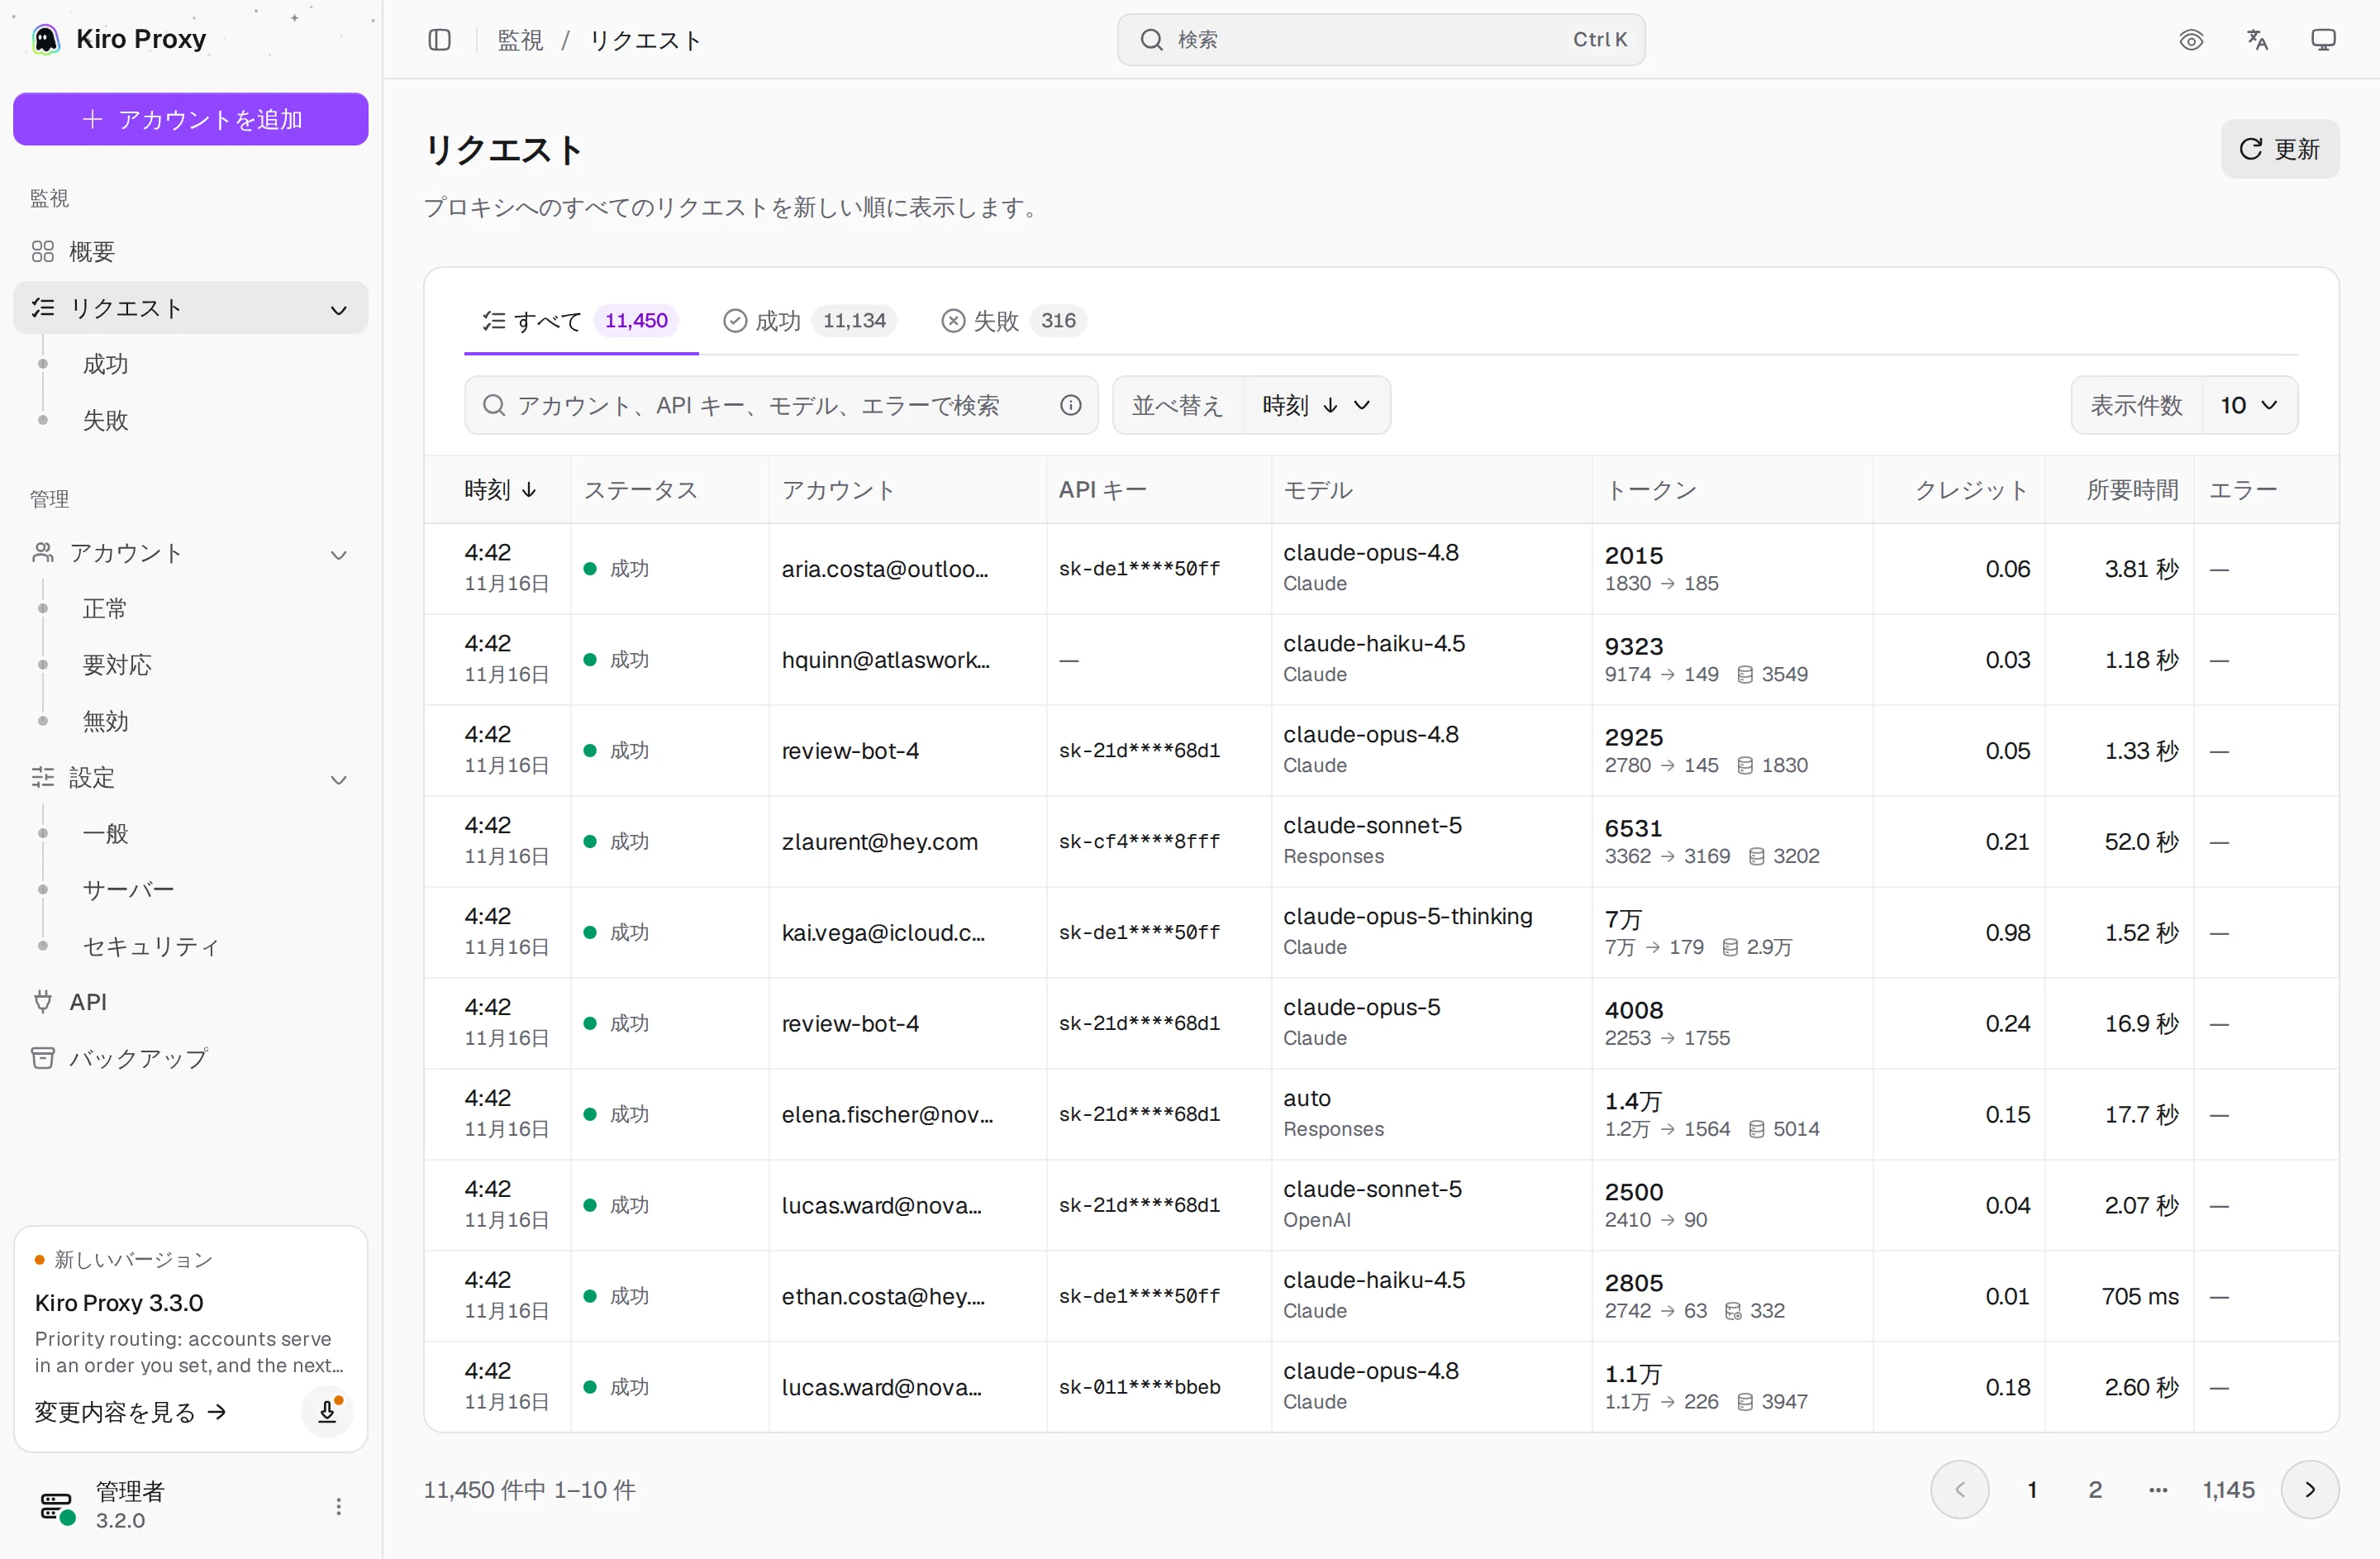 Kiro Proxy
アカウントを追加
監視
概要
リクエスト
成功
失敗
管理
アカウント
正常
要対応
無効
設定
一般
サーバー
セキュリティ
API
バックアップ
新しいバージョン
Kiro Proxy 3.3.0
Priority routing: accounts serve
in an order you set, and the next...
変更内容を見る →
管理者
3.2.0
監視 / リクエスト
検索 Ctrl K
リクエスト
更新
プロキシへのすべてのリクエストを新しい順に表示します。
すべて 11,450 成功 11,134 失敗 316
アカウント、API キー、モデル、エラーで検索 並べ替え 時刻 ↓ 表示件数 10
時刻 ↓ ステータス アカウント API キー モデル トークン クレジット 所要時間 エラー
4:42 claude-opus-4.8 2015
11月16日 成功 aria.costa@outloo... sk-de1****50ff Claude 1830 → 185 0.06 3.81 秒 —
4:42 claude-haiku-4.5 9323
11月16日 成功 hquinn@atlaswork... — Claude 9174 → 149 3549 0.03 1.18 秒 —
4:42 claude-opus-4.8 2925
11月16日 成功 review-bot-4 sk-21d****68d1 Claude 2780 → 145 1830 0.05 1.33 秒 —
4:42 claude-sonnet-5 6531
11月16日 成功 zlaurent@hey.com sk-cf4****8fff Responses 3362 → 3169 3202 0.21 52.0 秒 —
4:42 claude-opus-5-thinking 7万
11月16日 成功 kai.vega@icloud.c... sk-de1****50ff Claude 7万 → 179 2.9万 0.98 1.52 秒 —
4:42 claude-opus-5 4008
11月16日 成功 review-bot-4 sk-21d****68d1 Claude 2253 → 1755 0.24 16.9 秒 —
4:42 auto 1.4万
11月16日 成功 elena.fischer@nov... sk-21d****68d1 Responses 1.2万 → 1564 5014 0.15 17.7 秒 —
4:42 claude-sonnet-5 2500
11月16日 成功 lucas.ward@nova... sk-21d****68d1 OpenAI 2410 → 90 0.04 2.07 秒 —
4:42 claude-haiku-4.5 2805
11月16日 成功 ethan.costa@hey.... sk-de1****50ff Claude 2742 → 63 332 0.01 705 ms —
4:42 claude-opus-4.8 1.1万
11月16日 成功 lucas.ward@nova... sk-011****bbeb Claude 1.1万 → 226 3947 0.18 2.60 秒 —
11,450 件中 1–10 件 1 2 ••• 1,145